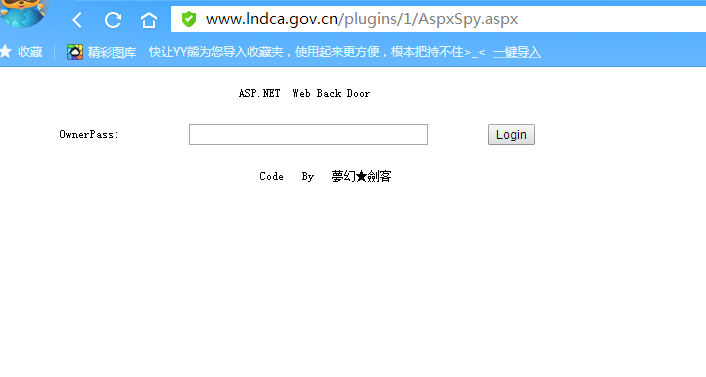 www.lndca.gov.cn/plugins/1/AspxSpy.aspx
收藏 精彩图库 快让YY熊为您导入收藏夹，使用起来更方便，根本把持不住>_< 一键导入
ASP.NET Web Back Door
OwnerPass: Login
Code By 夢幻★劍客